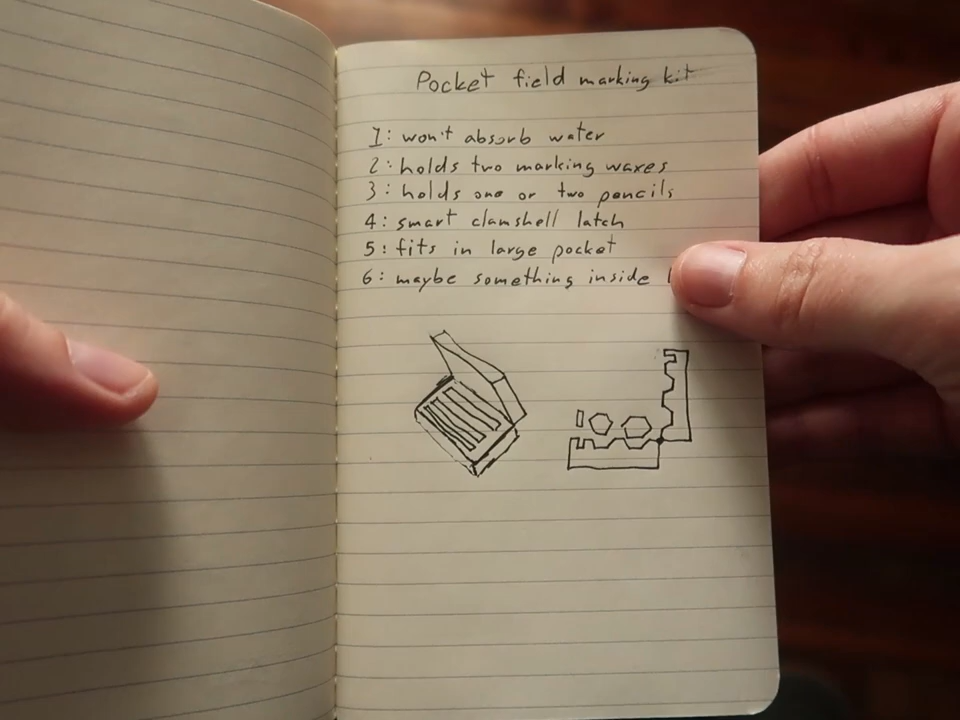 Pocket field marking kit
1: won't absorb water
2: holds two marking waxes
3: holds one or two pencils
4: smart clamshell latch
5: fits in large pocket
6: maybe something inside